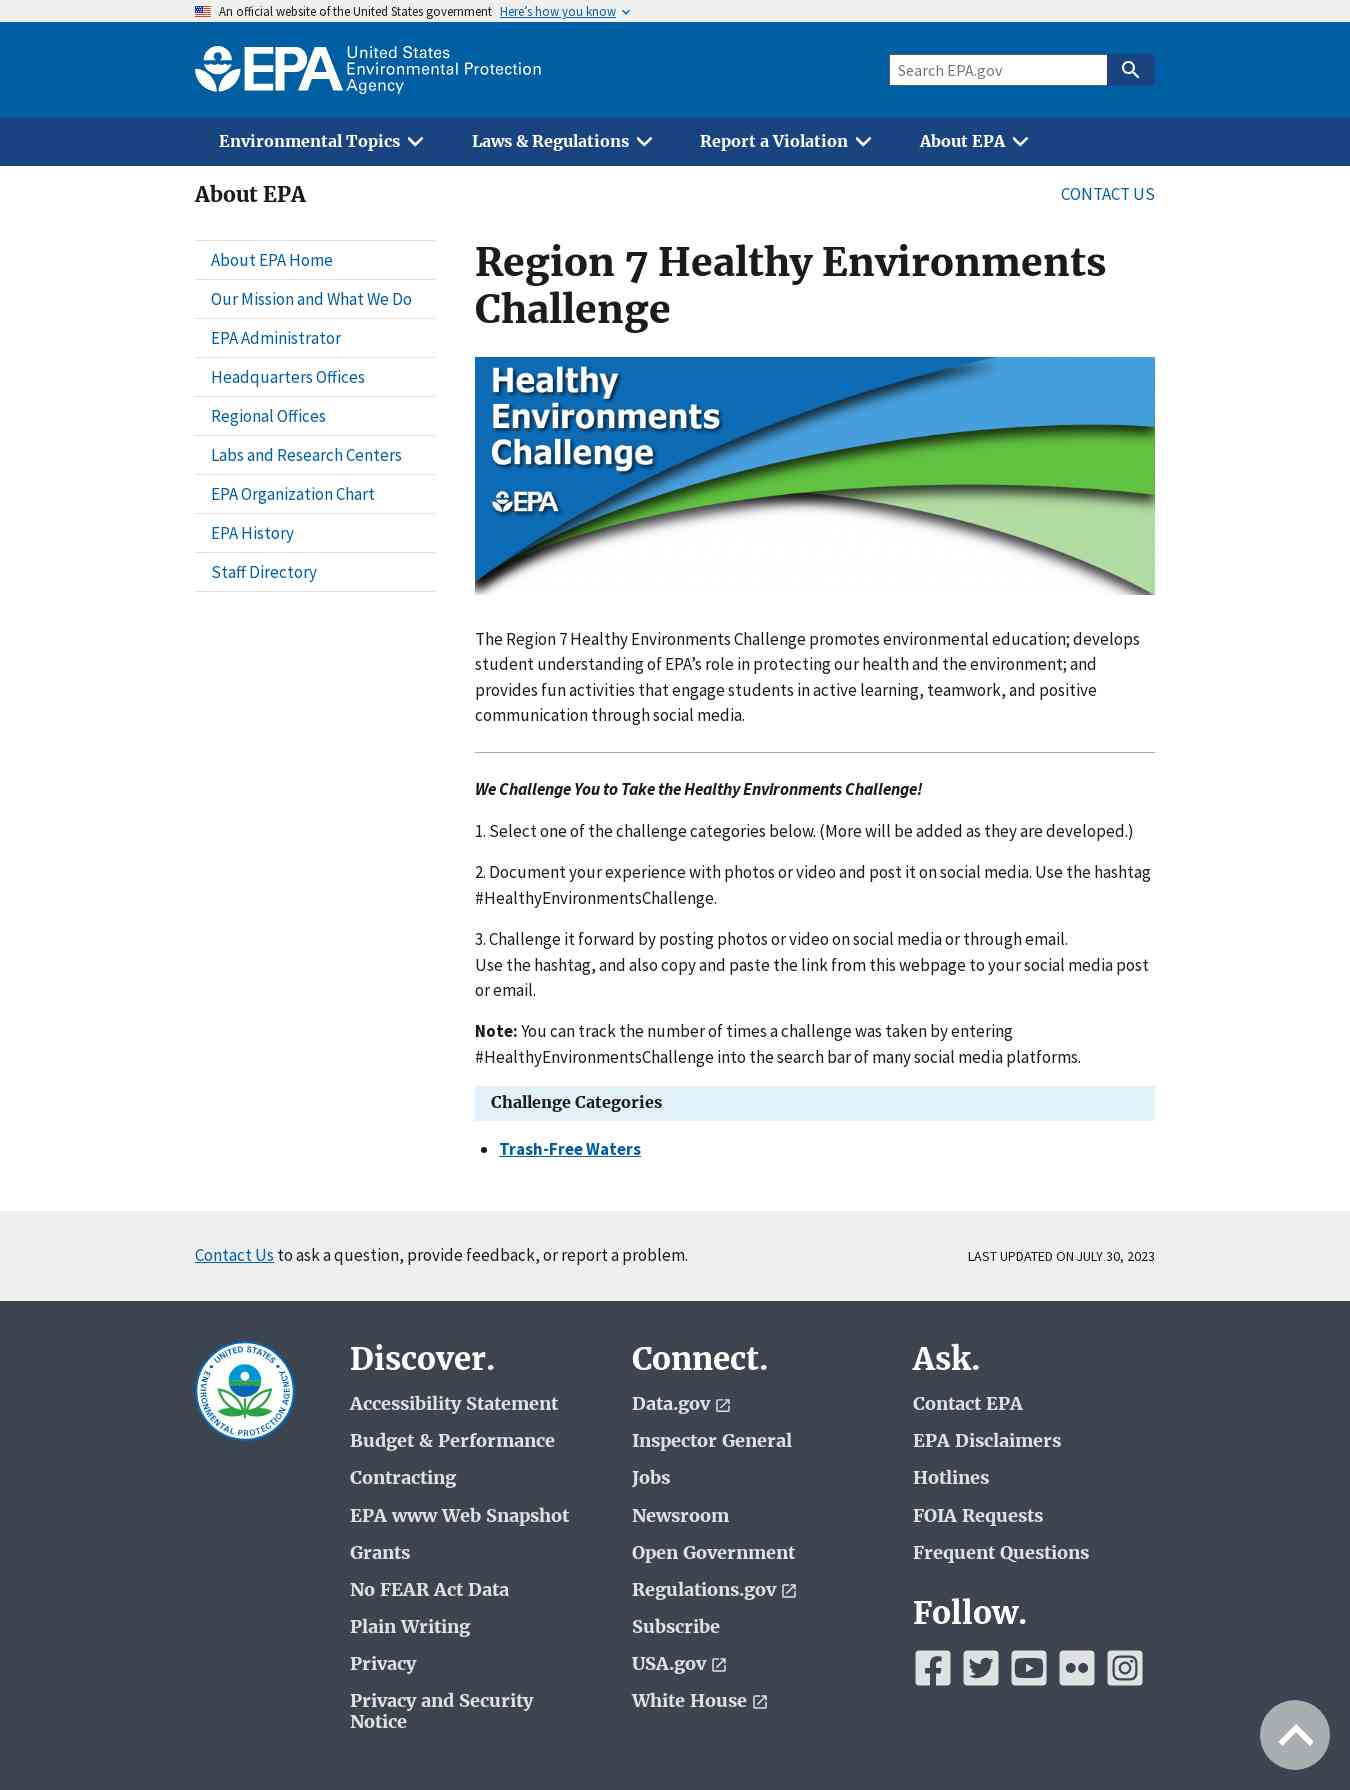 An official website of the United States government Here's how you know
EPA United States
Environmental Protection
Agency
Search EPA.gov
Environmental Topics Laws & Regulations Report a Violation About EPA
About EPA CONTACT US
About EPA Home
Our Mission and What We Do
EPA Administrator
Headquarters Offices
Regional Offices
Labs and Research Centers
EPA Organization Chart
EPA History
Staff Directory
Region 7 Healthy Environments
Challenge
Healthy
Environments
Challenge
EPA
The Region 7 Healthy Environments Challenge promotes environmental education; develops
student understanding of EPA's role in protecting our health and the environment; and
provides fun activities that engage students in active learning, teamwork, and positive
communication through social media.
We Challenge You to Take the Healthy Environments Challenge!
1. Select one of the challenge categories below. (More will be added as they are developed.)
2. Document your experience with photos or video and post it on social media. Use the hashtag
#HealthyEnvironmentsChallenge.
3. Challenge it forward by posting photos or video on social media or through email.
Use the hashtag, and also copy and paste the link from this webpage to your social media post
or email.
Note: You can track the number of times a challenge was taken by entering
#HealthyEnvironmentsChallenge into the search bar of many social media platforms.
Challenge Categories
• Trash-Free Waters
Contact Us to ask a question, provide feedback, or report a problem. LAST UPDATED ON JULY 30, 2023
UNITED STATES
ENVIRONMENTAL PROTECTION AGENCY
Discover.
Accessibility Statement
Budget & Performance
Contracting
EPA www Web Snapshot
Grants
No FEAR Act Data
Plain Writing
Privacy
Privacy and Security
Notice
Connect.
Data.gov
Inspector General
Jobs
Newsroom
Open Government
Regulations.gov
Subscribe
USA.gov
White House
Ask.
Contact EPA
EPA Disclaimers
Hotlines
FOIA Requests
Frequent Questions
Follow.